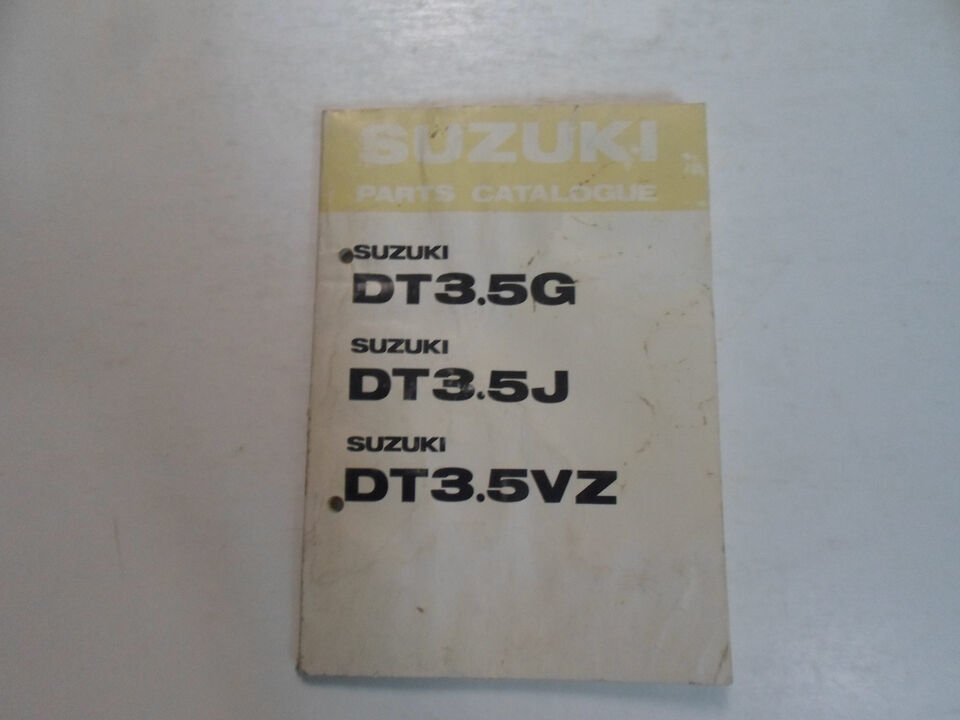 SUZUKI
PARTS CATALOGUE
SUZUKI
DT3.5G
SUZUKI
DT3.5J
SUZUKI
DT3.5VZ